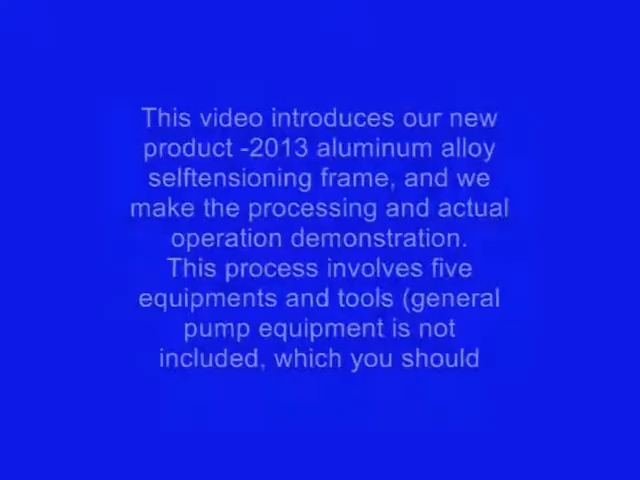 This video introduces our new
product -2013 aluminum alloy
selftensioning frame, and we
make the processing and actual
operation demonstration.
This process involves five
equipments and tools (general
pump equipment is not
included, which you should